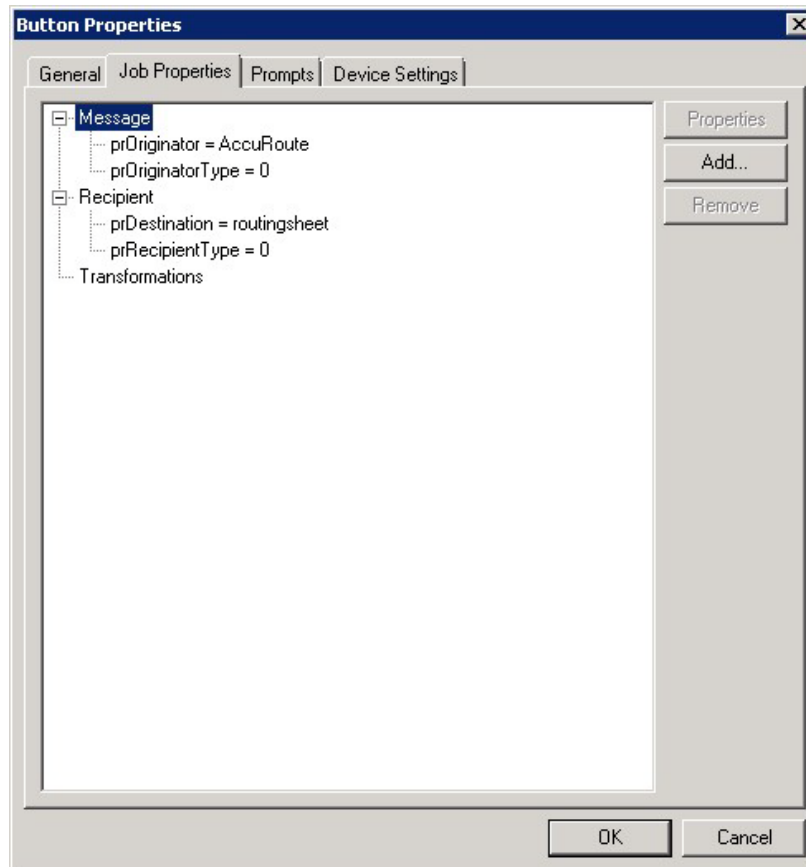 Button Properties
General Job Properties Prompts Device Settings
Message
prOriginator = AccuRoute
prOriginatorType = 0
Recipient
prDestination = routingsheet
prRecipientType = 0
Transformations
Properties
Add...
Remove
OK Cancel